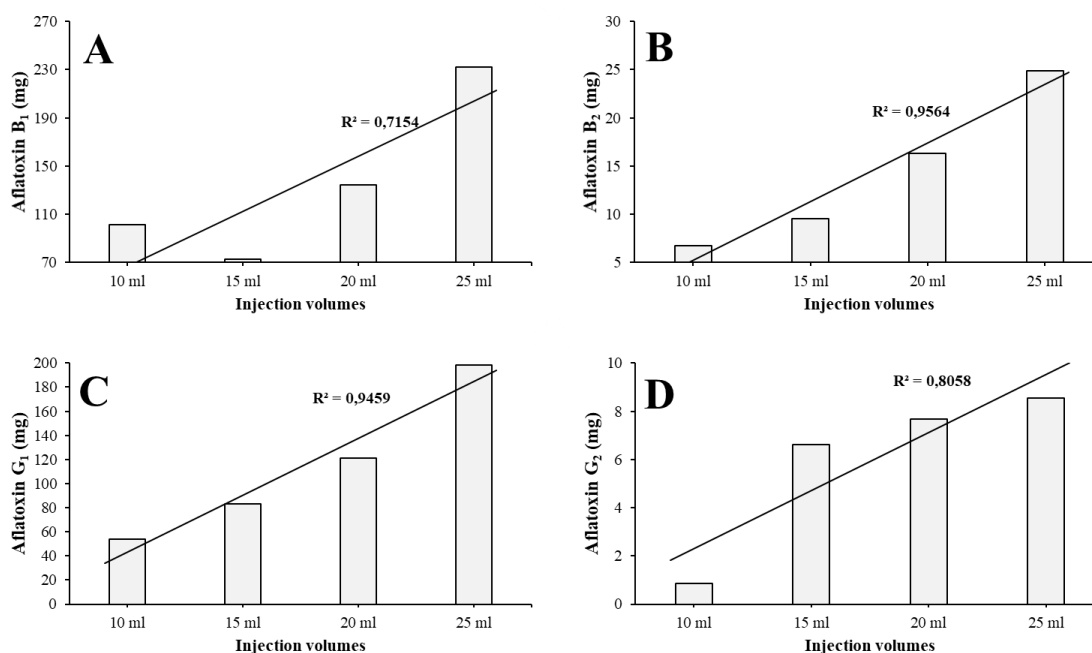 A
Aflatoxin B₁ (mg)
270
230
190
150
110
70
R² = 0,7154
10 ml 15 ml 20 ml 25 ml
Injection volumes
B
Aflatoxin B₂ (mg)
30
25
20
15
10
5
R² = 0,9564
10 ml 15 ml 20 ml 25 ml
Injection volumes
C
Aflatoxin G₁ (mg)
200
180
160
140
120
100
80
60
40
20
0
R² = 0,9459
10 ml 15 ml 20 ml 25 ml
Injection volumes
D
Aflatoxin G₂ (mg)
10
8
6
4
2
0
R² = 0,8058
10 ml 15 ml 20 ml 25 ml
Injection volumes